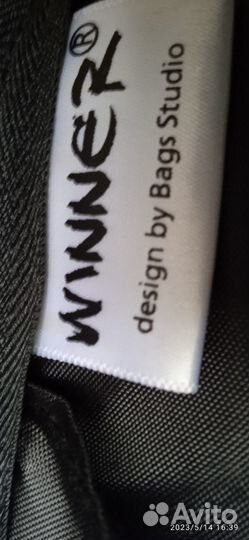 WINNER®
design by Bags Studio
Avito
2023/5/14 16:39